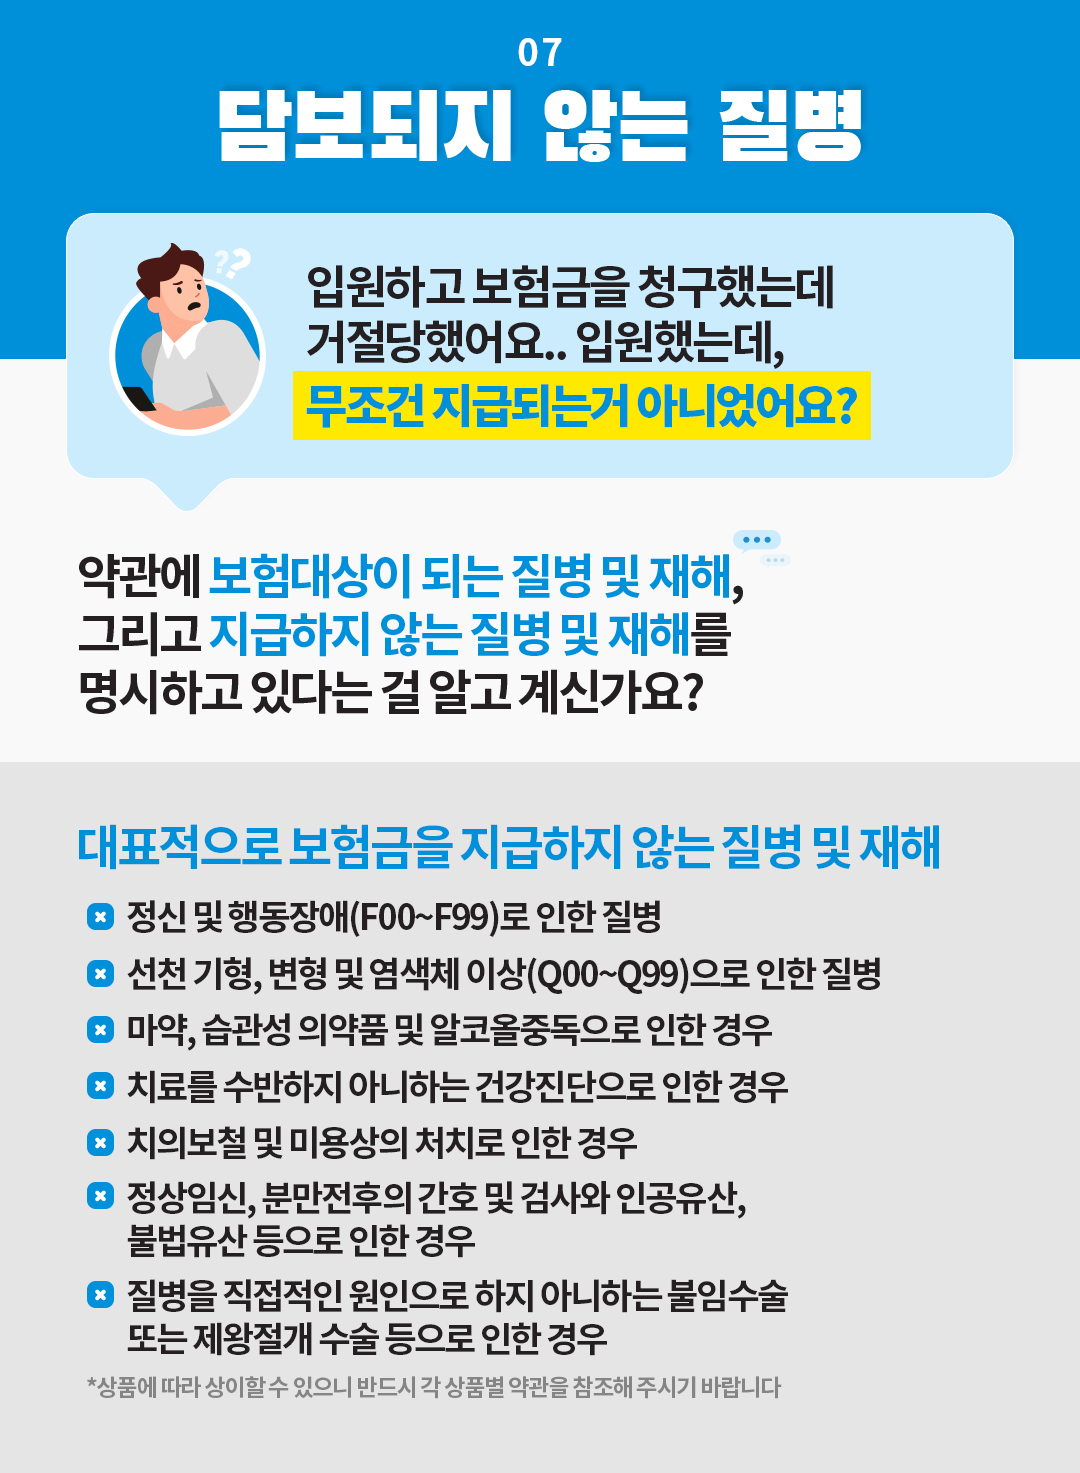 07
담보되지 않는 질병
??
입원하고 보험금을 청구했는데
거절당했어요.. 입원했는데,
무조건 지급되는거 아니었어요?
약관에 보험대상이 되는 질병 및 재해,
그리고 지급하지 않는 질병 및 재해를
명시하고 있다는 걸 알고 계신가요?
대표적으로 보험금을 지급하지 않는 질병 및 재해
정신 및 행동장애(F00~F99)로 인한 질병
선천 기형, 변형 및 염색체 이상(Q00~Q99)으로 인한 질병
마약, 습관성 의약품 및 알코올중독으로 인한 경우
치료를 수반하지 아니하는 건강진단으로 인한 경우
치의보철 및 미용상의 처치로 인한 경우
정상임신, 분만전후의 간호 및 검사와 인공유산,
불법유산 등으로 인한 경우
질병을 직접적인 원인으로 하지 아니하는 불임수술
또는 제왕절개 수술 등으로 인한 경우
*상품에 따라 상이할 수 있으니 반드시 각 상품별 약관을 참조해 주시기 바랍니다